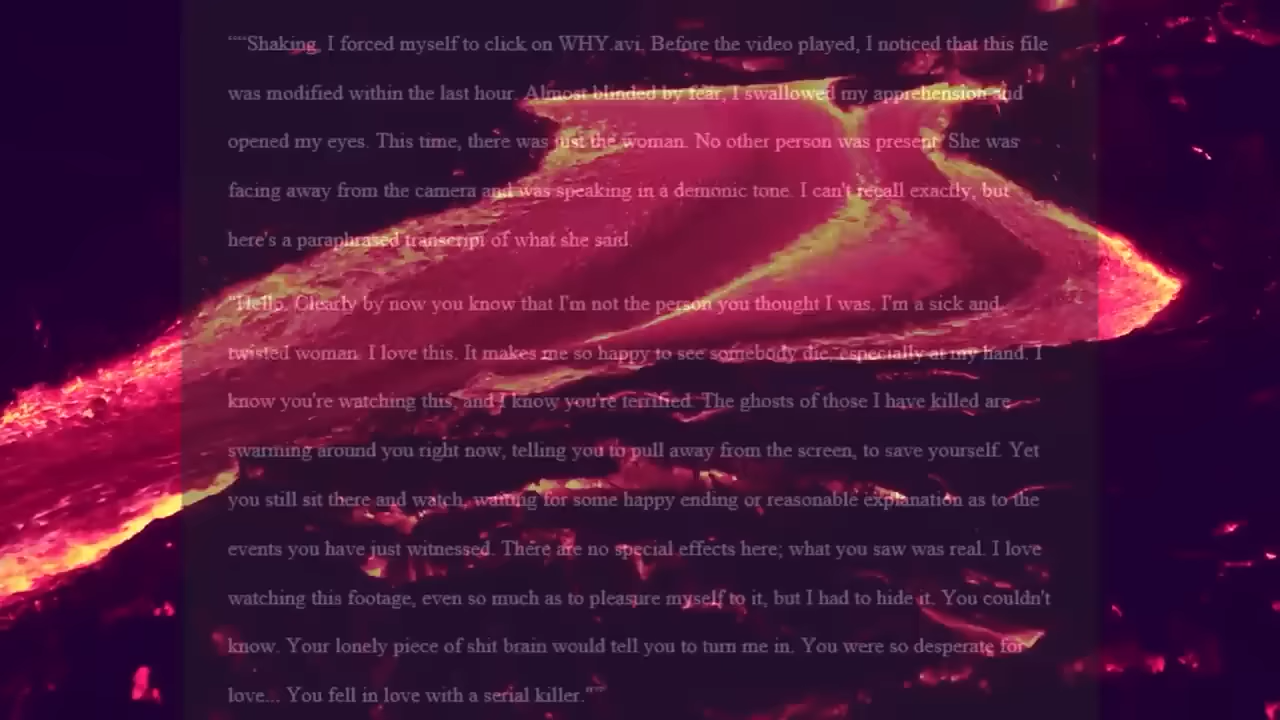 """Shaking, I forced myself to click on WHY.avi. Before the video played, I noticed that this file
was modified within the last hour. Almost blinded by fear, I swallowed my apprehension and
opened my eyes. This time, there was just the woman. No other person was present. She was
facing away from the camera and was speaking in a demonic tone. I can't recall exactly, but
here's a paraphrased transcript of what she said.
"Hello. Clearly by now you know that I'm not the person you thought I was. I'm a sick and
twisted woman. I love this. It makes me so happy to see somebody die, especially at my hand. I
know you're watching this, and I know you're terrified. The ghosts of those I have killed are
swarming around you right now, telling you to pull away from the screen, to save yourself. Yet
you still sit there and watch, waiting for some happy ending or reasonable explanation as to the
events you have just witnessed. There are no special effects here; what you saw was real. I love
watching this footage, even so much as to pleasure myself to it, but I had to hide it. You couldn't
know. Your lonely piece of shit brain would tell you to turn me in. You were so desperate for
love... You fell in love with a serial killer."""